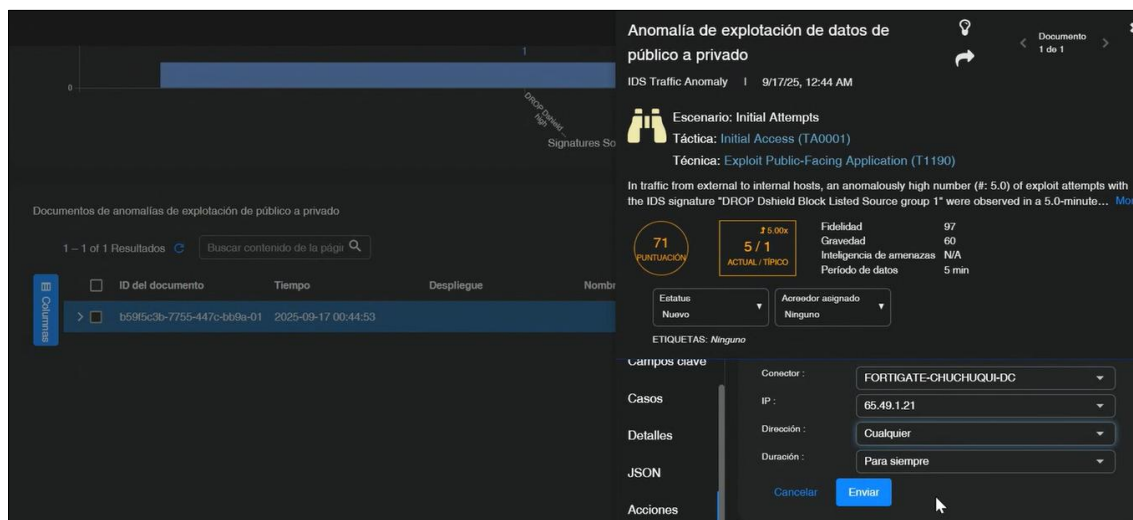 1
0
DROP Dshield ...
high
Signatures So
Documentos de anomalías de explotación de público a privado
1 – 1 of 1 Resultados
Buscar contenido de la págir
Columnas
ID del documento Tiempo Despliegue Nombr
b59f5c3b-7755-447c-bb9a-01 2025-09-17 00:44:53
Anomalía de explotación de datos de
público a privado
Documento
1 de 1
IDS Traffic Anomaly | 9/17/25, 12:44 AM
Escenario: Initial Attempts
Táctica: Initial Access (TA0001)
Técnica: Exploit Public-Facing Application (T1190)
In traffic from external to internal hosts, an anomalously high number (#: 5.0) of exploit attempts with
the IDS signature "DROP Dshield Block Listed Source group 1" were observed in a 5.0-minute... Mor
71
PUNTUACIÓN
5.00x
5 / 1
ACTUAL / TÍPICO
Fidelidad 97
Gravedad 60
Inteligencia de amenazas N/A
Período de datos 5 min
Estatus
Nuevo
Acreedor asignado
Ninguno
ETIQUETAS: Ninguno
Campos clave
Casos
Detalles
JSON
Acciones
Conector : FORTIGATE-CHUCHUQUI-DC
IP : 65.49.1.21
Dirección : Cualquier
Duración : Para siempre
Cancelar Enviar